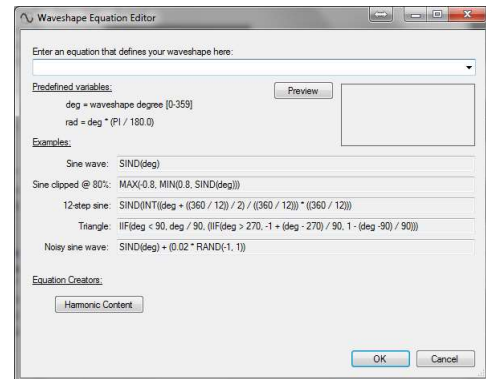 Waveshape Equation Editor
Enter an equation that defines your waveshape here:
Predefined variables:
Preview
deg = waveshape degree [0-359]
rad = deg * (PI / 180.0)
Examples:
Sine wave: SIND(deg)
Sine clipped @ 80%: MAX(-0.8, MIN(0.8, SIND(deg)))
12-step sine: SIND(INT((deg + ((360 / 12)) / 2) / ((360 / 12))) * ((360 / 12)))
Triangle: IIF(deg < 90, deg / 90, (IIF(deg > 270, -1 + (deg - 270) / 90, 1 - (deg -90) / 90)))
Noisy sine wave: SIND(deg) + (0.02 * RAND(-1, 1))
Equation Creators:
Harmonic Content
OK Cancel